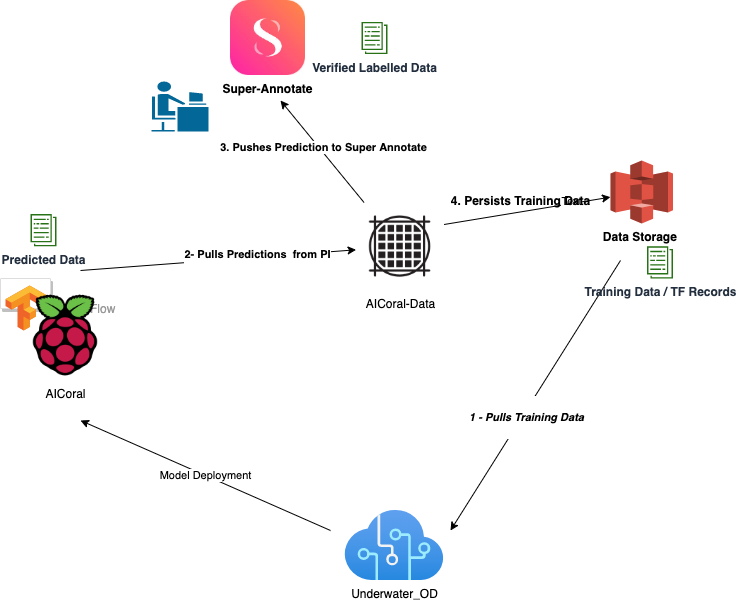 Verified Labelled Data
Super-Annotate
3. Pushes Prediction to Super Annotate
4. Persists Training Data
Data Storage
Predicted Data
2- Pulls Predictions from PI
Training Data / TF Records
AICoral-Data
Flow
AICoral
1 - Pulls Training Data
Model Deployment
Underwater_OD